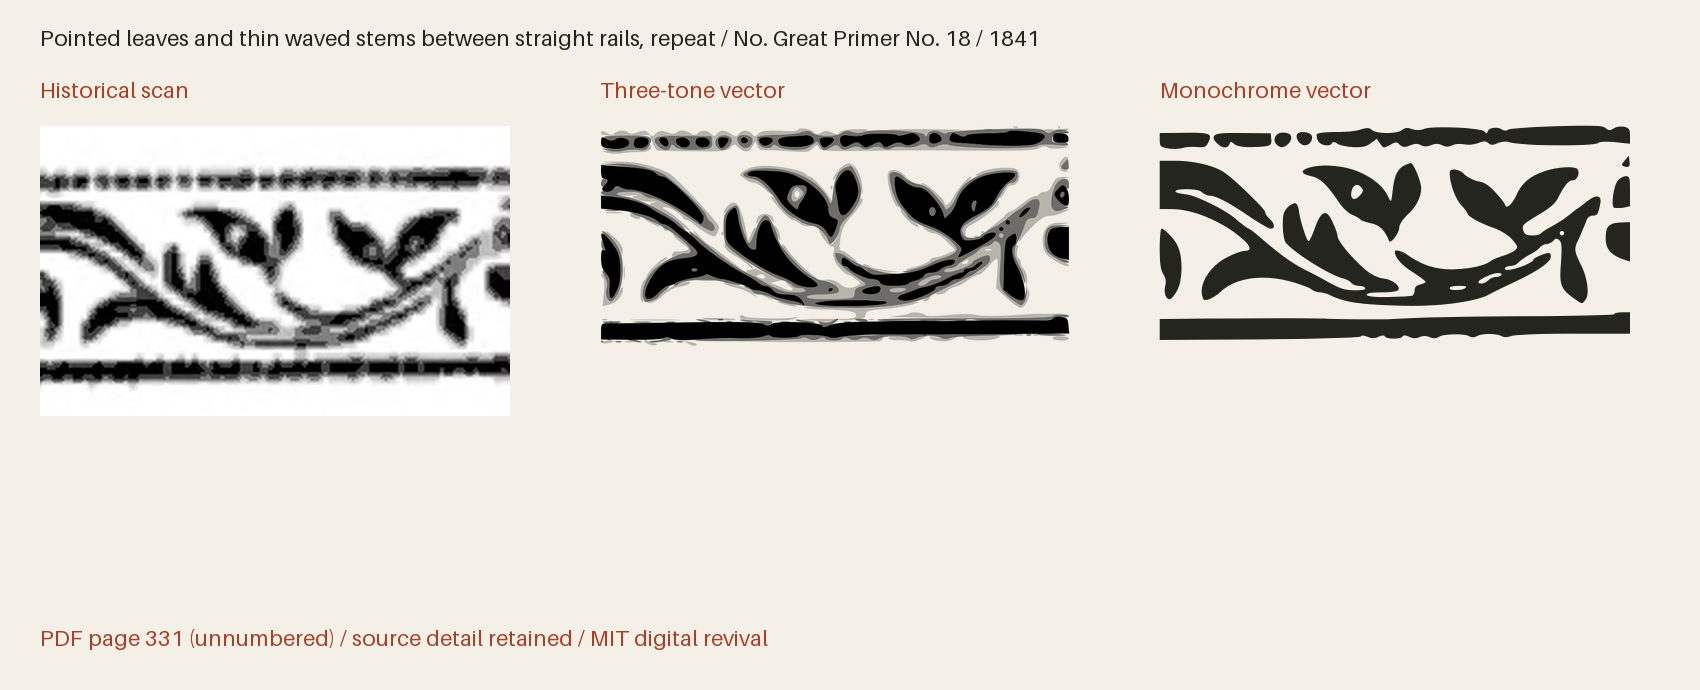 Pointed leaves and thin waved stems between straight rails, repeat / No. Great Primer No. 18 / 1841
Historical scan
Three-tone vector
Monochrome vector
PDF page 331 (unnumbered) / source detail retained / MIT digital revival